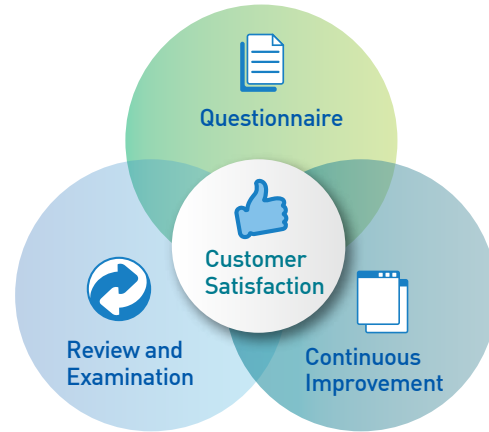 Questionnaire
Customer
Satisfaction
Review and
Examination
Continuous
Improvement